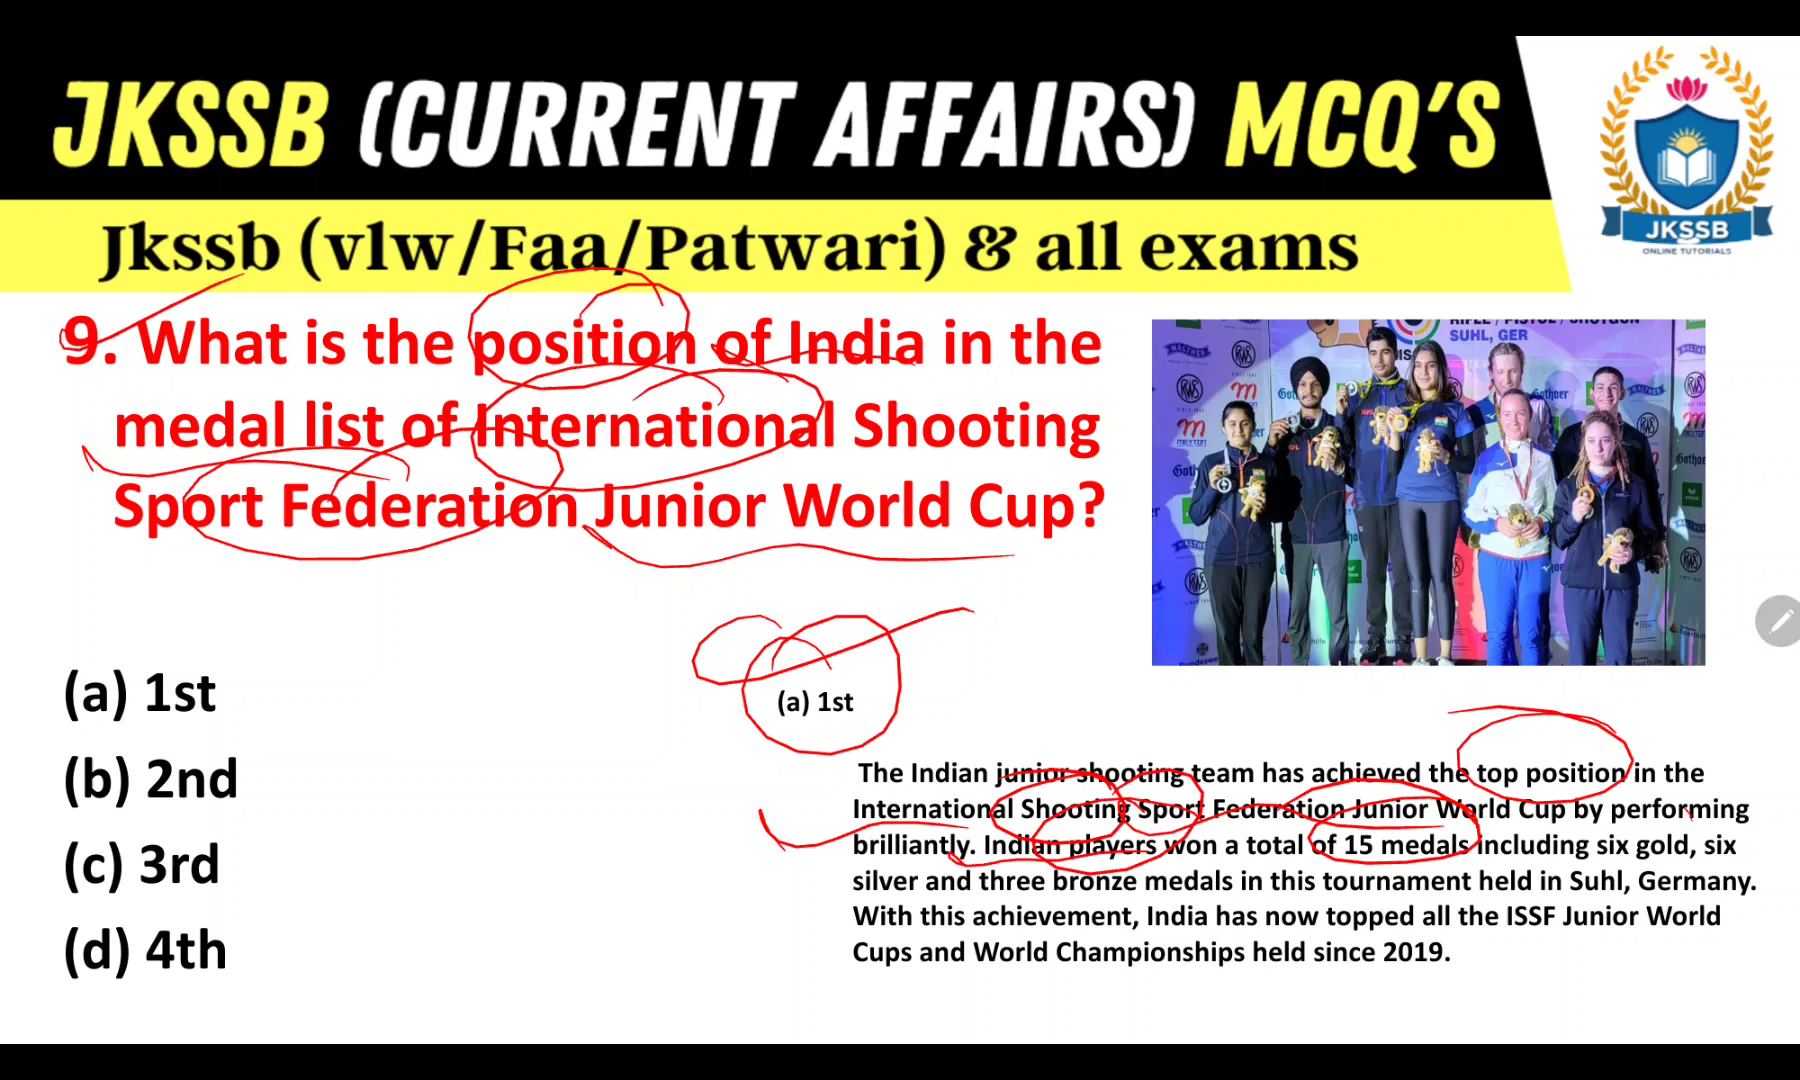 JKSSB (CURRENT AFFAIRS) MCQ'S
JKSSB
ONLINE TUTORIALS
Jkssb (vlw/Faa/Patwari) & all exams
9. What is the position of India in the
medal list of International Shooting
Sport Federation Junior World Cup?
RIFLE / PISTOL / SHOTGUN
SUHL, GER
(a) 1st
(b) 2nd
(c) 3rd
(d) 4th
(a) 1st
The Indian junior shooting team has achieved the top position in the
International Shooting Sport Federation Junior World Cup by performing
brilliantly. Indian players won a total of 15 medals including six gold, six
silver and three bronze medals in this tournament held in Suhl, Germany.
With this achievement, India has now topped all the ISSF Junior World
Cups and World Championships held since 2019.